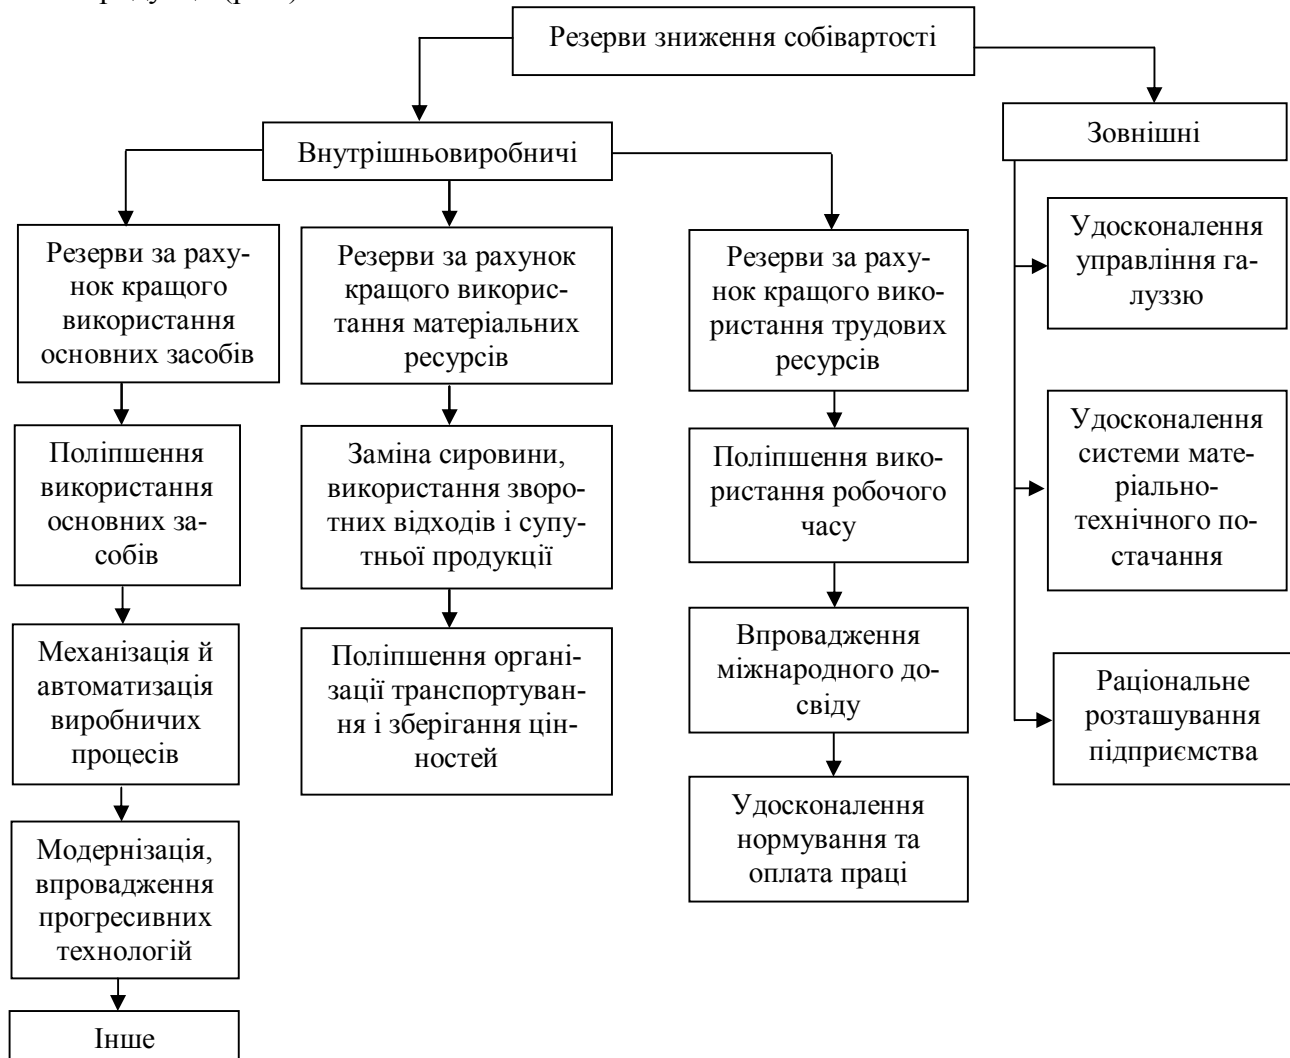 Резерви зниження собівартості
Внутрішньовиробничі
Зовнішні
Резерви за раху-
нок кращого
використання
основних засобів
Поліпшення
використання
основних за-
собів
Механізація й
автоматизація
виробничих
процесів
Модернізація,
впровадження
прогресивних
технологій
Інше
Резерви за рахунок
кращого викорис-
тання матеріальних
ресурсів
Заміна сировини,
використання зворо-
тних відходів і супу-
тньої продукції
Поліпшення органі-
зації транспортуван-
ня і зберігання цін-
ностей
Резерви за раху-
нок кращого вико-
ристання трудових
ресурсів
Поліпшення вико-
ристання робочого
часу
Впровадження
міжнародного до-
свіду
Удосконалення
нормування та
оплата праці
Удосконалення
управління га-
луззю
Удосконалення
системи мате-
ріально-
технічного по-
стачання
Раціональне
розташування
підприємства